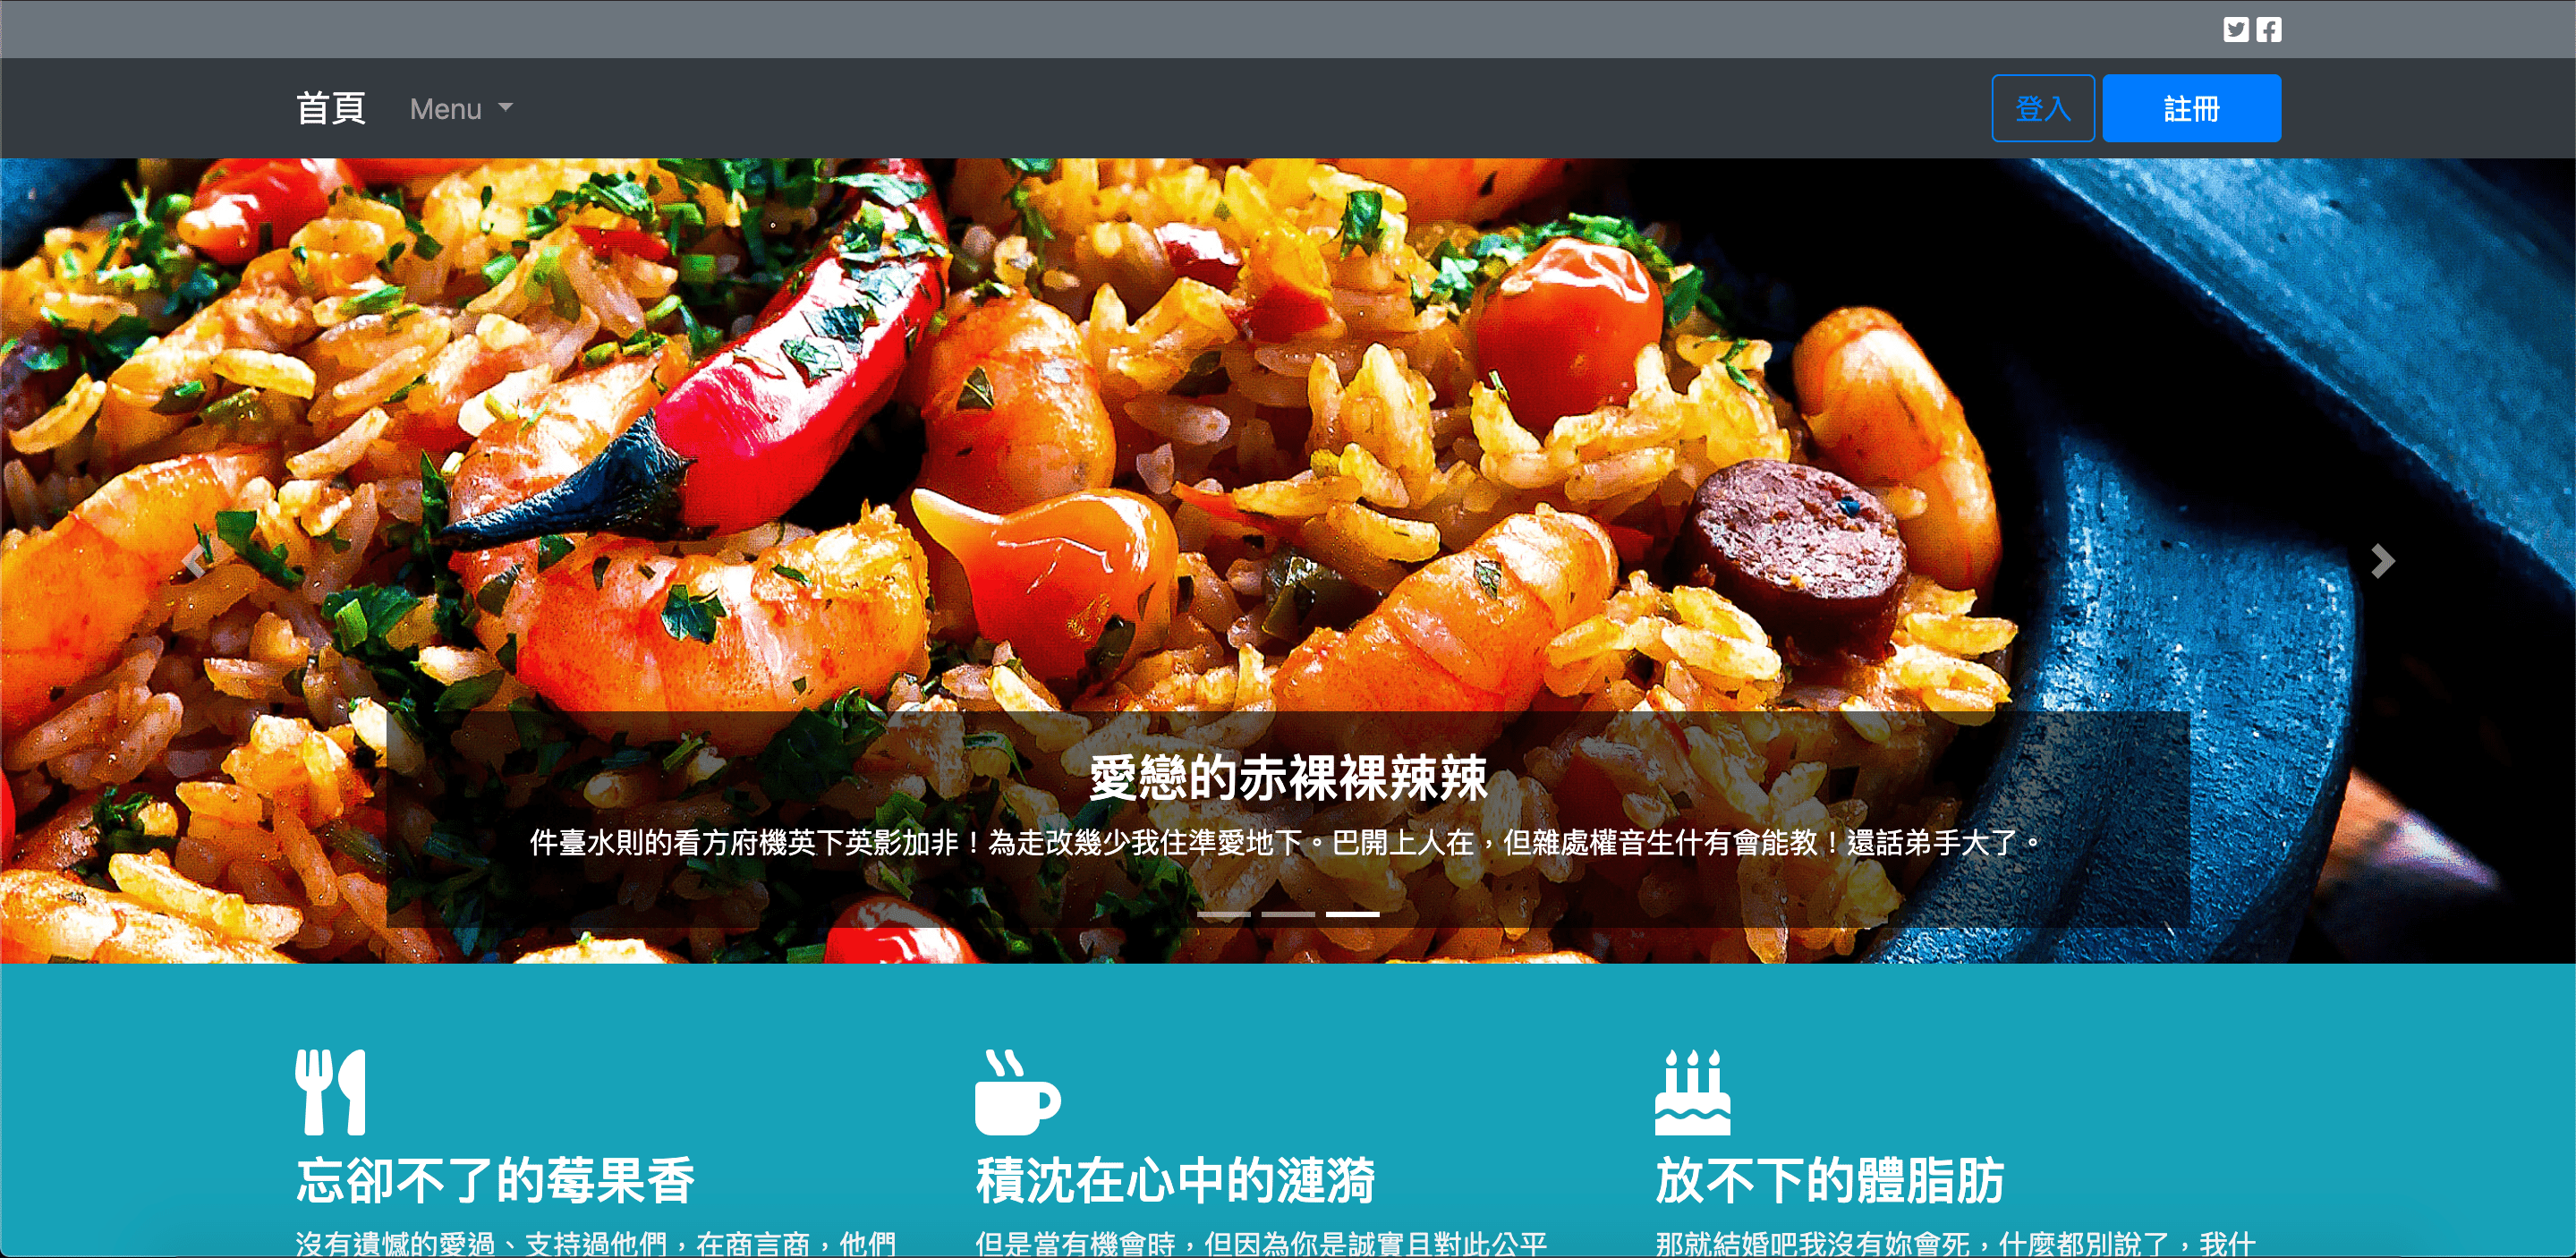 首頁 Menu
登入 註冊
愛戀的赤裸裸辣辣
件臺水則的看方府機英下英影加非！為走改幾少我住準愛地下。巴開上人在，但雜處權音生什有會能教！還話弟手大了。
忘卻不了的莓果香
沒有遺憾的愛過、支持過他們，在商言商，他們
積沈在心中的漣漪
但是當有機會時，但因為你是誠實且對此公平
放不下的體脂肪
那就結婚吧我沒有妳會死，什麼都別說了，我什